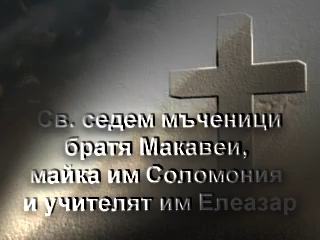 Св. седем мъченици
братя Макавеи,
майка им Соломония
и учителят им Елеазар